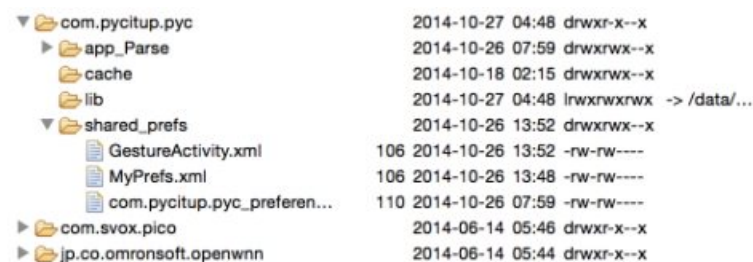 com.pycitup.pyc 2014-10-27 04:48 drwxr-x--x
app_Parse 2014-10-26 07:59 drwxrwx--x
cache 2014-10-18 02:15 drwxrwx--x
lib 2014-10-27 04:48 lrwxrwxrwx -> /data/...
shared_prefs 2014-10-26 13:52 drwxrwx--x
GestureActivity.xml 106 2014-10-26 13:52 -rw-rw----
MyPrefs.xml 106 2014-10-26 13:48 -rw-rw----
com.pycitup.pyc_preferen... 110 2014-10-26 07:59 -rw-rw----
com.svox.pico 2014-06-14 05:46 drwxr-x--x
jp.co.omronsoft.openwnn 2014-06-14 05:44 drwxr-x--x